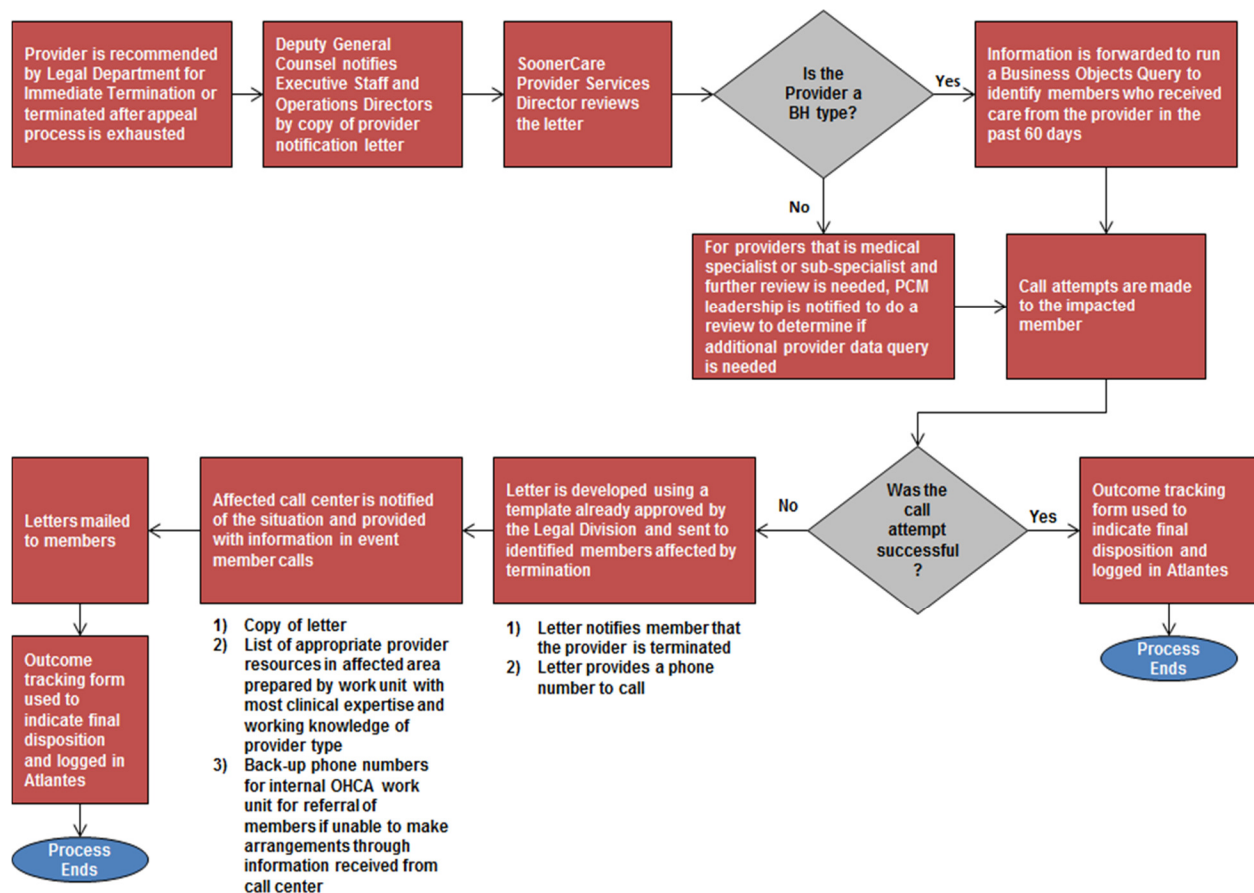 Provider is recommended
by Legal Department for
Immediate Termination or
terminated after appeal
process is exhausted
Deputy General
Counsel notifies
Executive Staff and
Operations Directors
by copy of provider
notification letter
SoonerCare
Provider Services
Director reviews
the letter
Is the
Provider a
BH type?
Yes
Information is forwarded to run
a Business Objects Query to
identify members who received
care from the provider in the
past 60 days
No
For providers that is medical
specialist or sub-specialist and
further review is needed, PCM
leadership is notified to do a
review to determine if
additional provider data query
is needed
Call attempts are made
to the impacted
member
Was the
call
attempt
successful
?
Yes
Outcome tracking
form used to
indicate final
disposition and
logged in Atlantes
Process
Ends
No
Letter is developed using a
template already approved by
the Legal Division and sent to
identified members affected by
termination
1) Letter notifies member that
the provider is terminated
2) Letter provides a phone
number to call
Affected call center is notified
of the situation and provided
with information in event
member calls
1) Copy of letter
2) List of appropriate provider
resources in affected area
prepared by work unit with
most clinical expertise and
working knowledge of
provider type
3) Back-up phone numbers
for internal OHCA work
unit for referral of
members if unable to make
arrangements through
information received from
call center
Letters mailed
to members
Outcome
tracking form
used to
indicate final
disposition
and logged in
Atlantes
Process
Ends